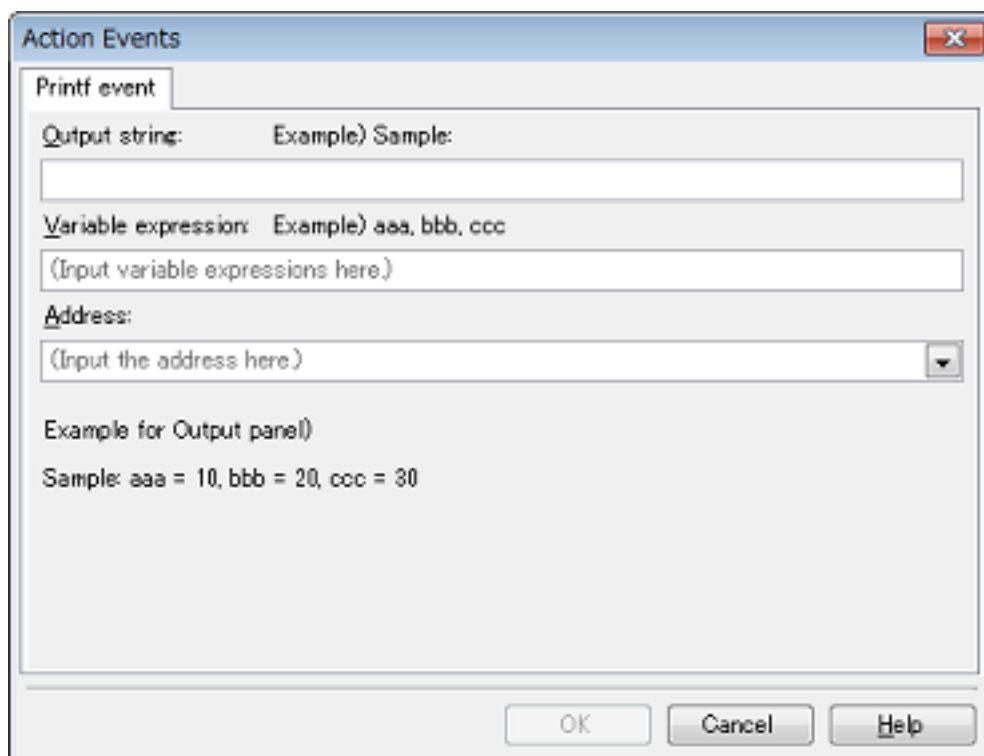 Action Events
Printf event
Output string: Example) Sample:
Variable expression: Example) aaa, bbb, ccc
(Input variable expressions here.)
Address:
(Input the address here.)
Example for Output panel)
Sample: aaa = 10, bbb = 20, ccc = 30
OK Cancel Help